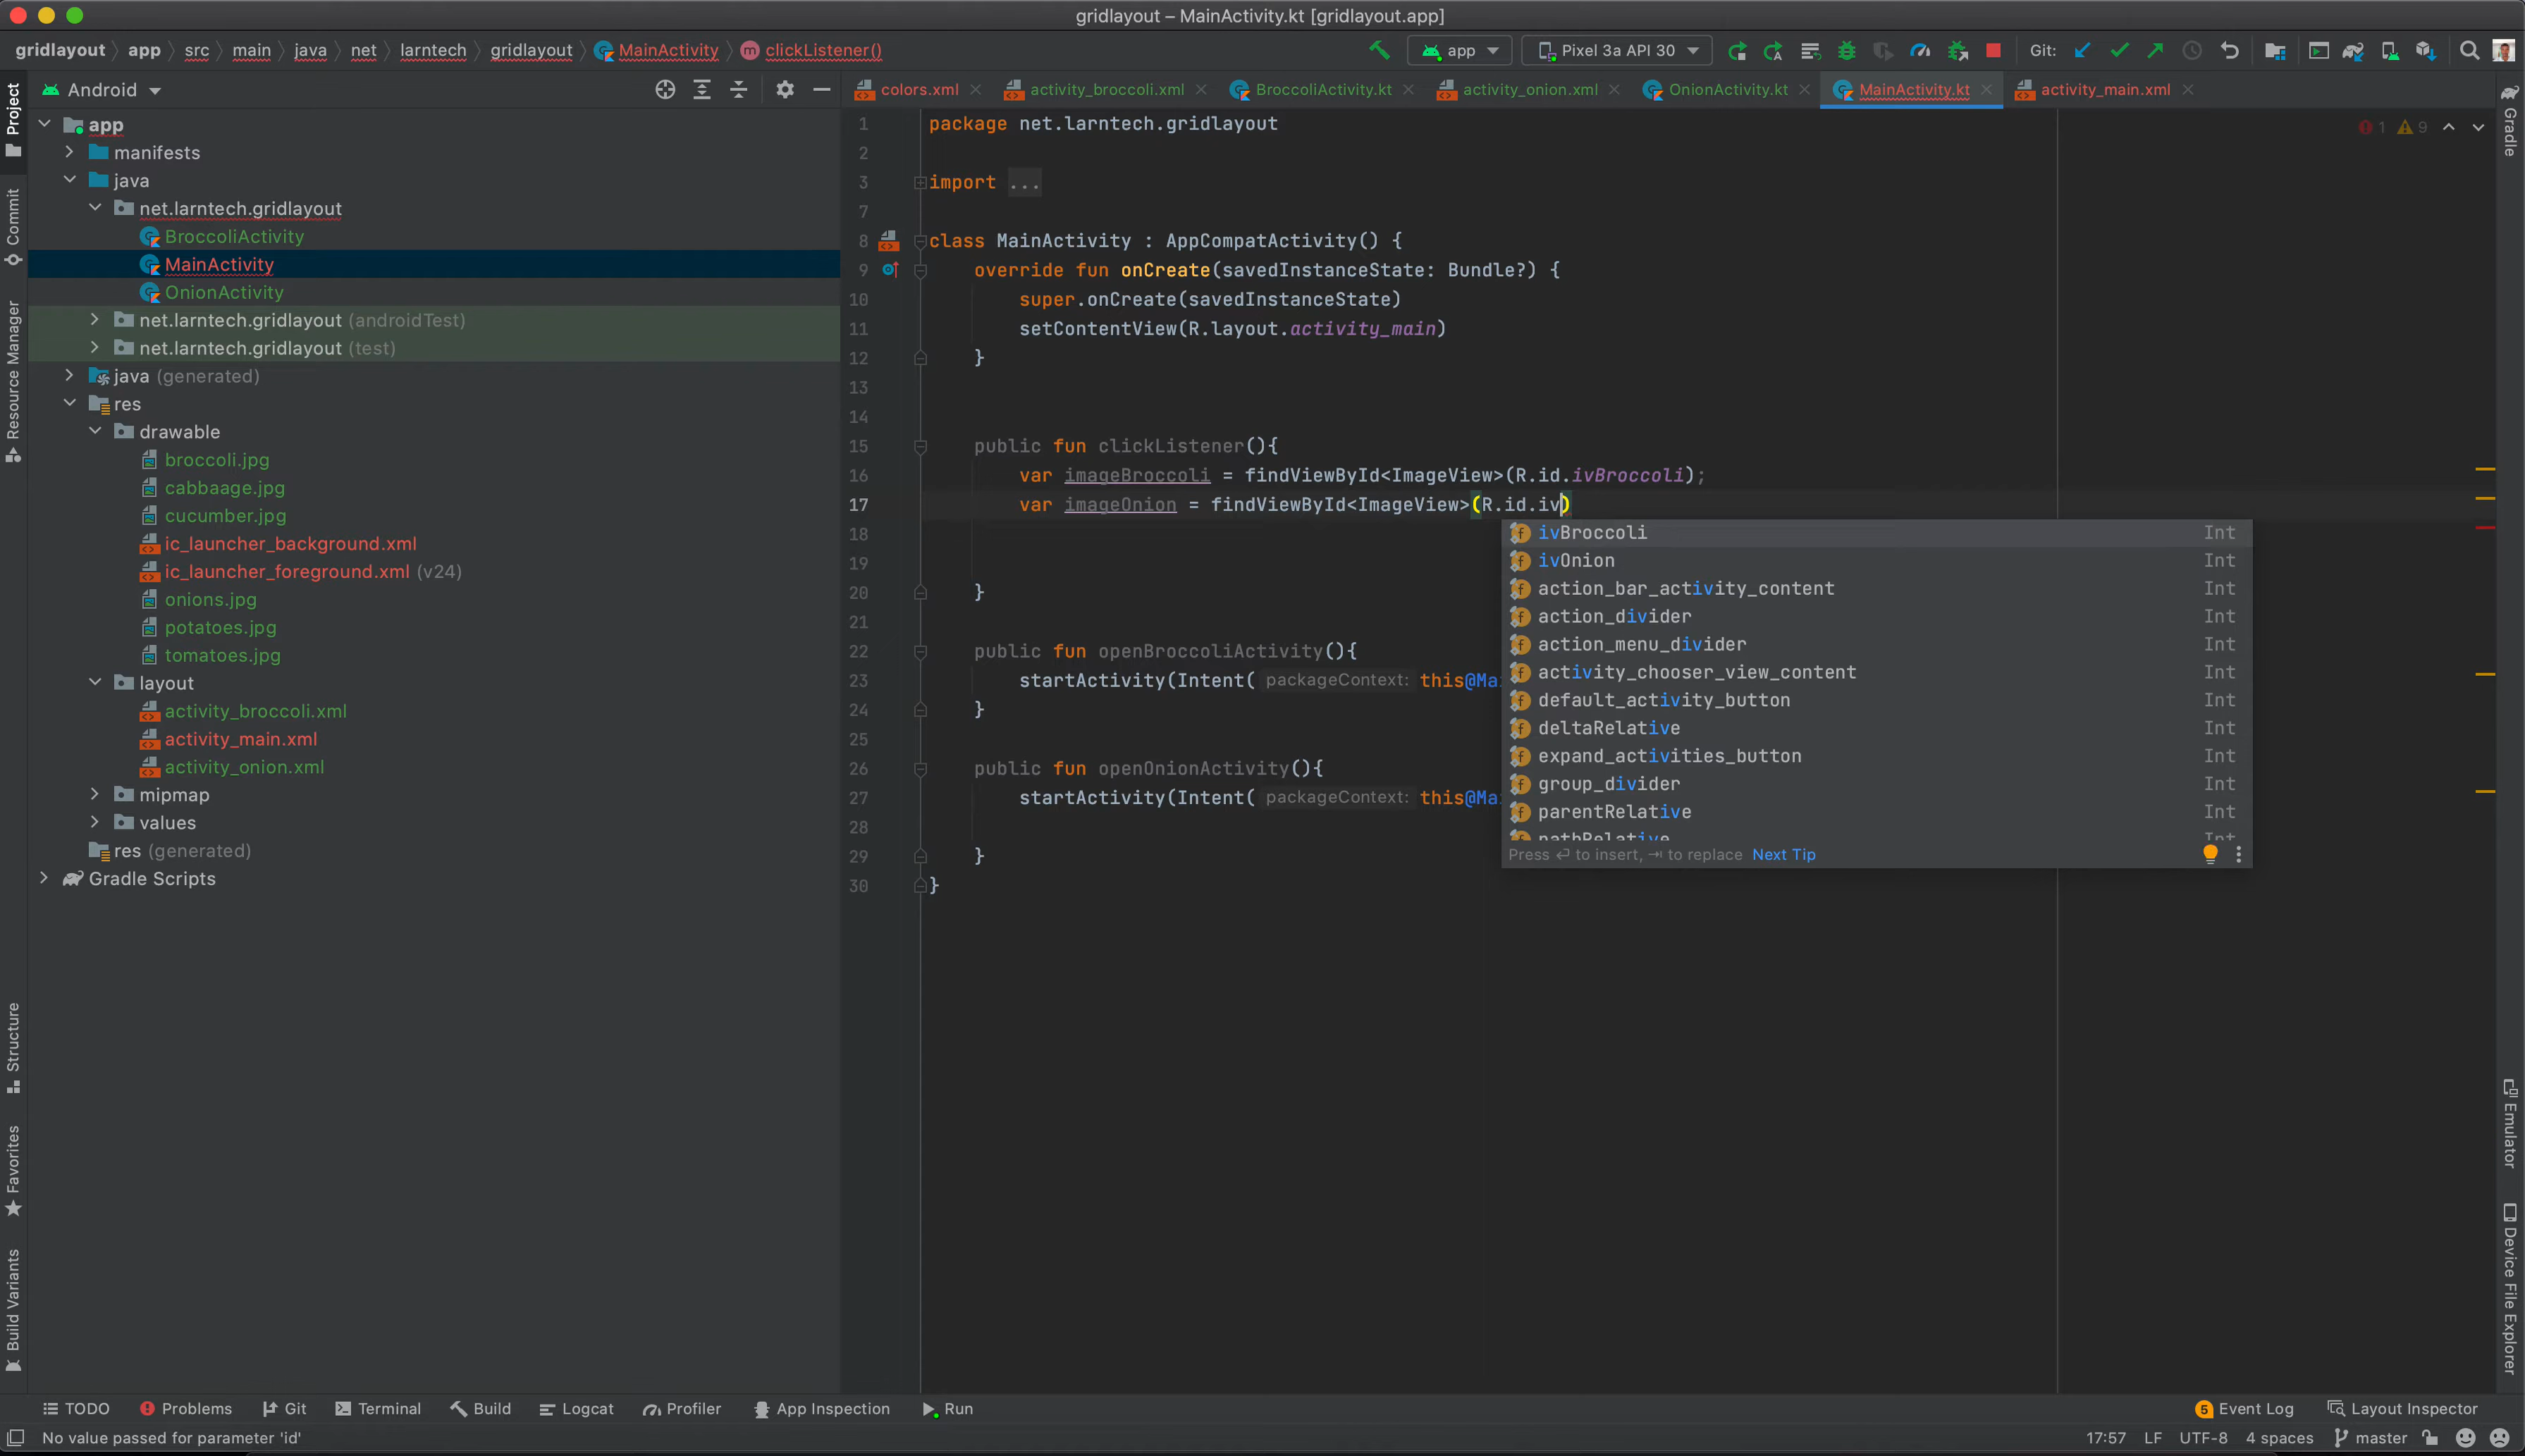 gridlayout – MainActivity.kt [gridlayout.app]
gridlayout app src main java net larntech gridlayout MainActivity clickListener() app Pixel 3a API 30 Git:
Android
colors.xml activity_broccoli.xml BroccoliActivity.kt activity_onion.xml OnionActivity.kt MainActivity.kt activity_main.xml
Project
Commit
Resource Manager
Structure
Favorites
Build Variants
app
manifests
java
net.larntech.gridlayout
BroccoliActivity
MainActivity
OnionActivity
net.larntech.gridlayout (androidTest)
net.larntech.gridlayout (test)
java (generated)
res
drawable
broccoli.jpg
cabbaage.jpg
cucumber.jpg
ic_launcher_background.xml
ic_launcher_foreground.xml (v24)
onions.jpg
potatoes.jpg
tomatoes.jpg
layout
activity_broccoli.xml
activity_main.xml
activity_onion.xml
mipmap
values
res (generated)
Gradle Scripts
1 9
1 package net.larntech.gridlayout
2
3 import ...
7
8 class MainActivity : AppCompatActivity() {
9 override fun onCreate(savedInstanceState: Bundle?) {
10 super.onCreate(savedInstanceState)
11 setContentView(R.layout.activity_main)
12 }
13
14
15 public fun clickListener(){
16 var imageBroccoli = findViewById<ImageView>(R.id.ivBroccoli);
17 var imageOnion = findViewById<ImageView>(R.id.iv)
18
19
20 }
21
22 public fun openBroccoliActivity(){
23 startActivity(Intent( packageContext: this@Ma
24 }
25
26 public fun openOnionActivity(){
27 startActivity(Intent( packageContext: this@Ma
28
29 }
30 }
ivBroccoli Int
ivOnion Int
action_bar_activity_content Int
action_divider Int
action_menu_divider Int
activity_chooser_view_content Int
default_activity_button Int
deltaRelative Int
expand_activities_button Int
group_divider Int
parentRelative Int
pathRelative Int
Press ↵ to insert, ⇥ to replace Next Tip
Gradle
Emulator
Device File Explorer
TODO Problems Git Terminal Build Logcat Profiler App Inspection Run 5 Event Log Layout Inspector
No value passed for parameter 'id' 17:57 LF UTF-8 4 spaces master